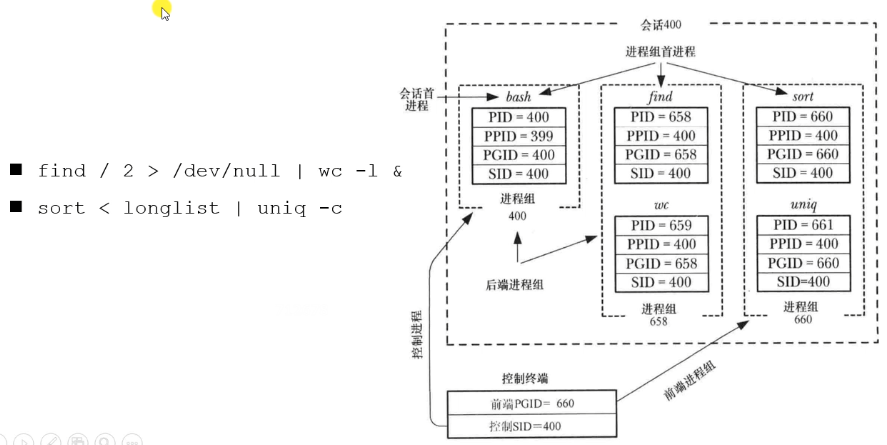 find / 2 > /dev/null | wc -l &
sort < longlist | uniq -c
会话400
进程组首进程
会话首
进程
bash
PID = 400
PPID = 399
PGID = 400
SID = 400
进程组
400
find
PID = 658
PPID = 400
PGID = 658
SID = 400
wc
PID = 659
PPID = 400
PGID = 658
SID = 400
进程组
658
sort
PID = 660
PPID = 400
PGID = 660
SID = 400
uniq
PID = 661
PPID = 400
PGID = 660
SID=400
进程组
660
后端进程组
控制进程
前端进程组
控制终端
前端PGID= 660
控制SID=400